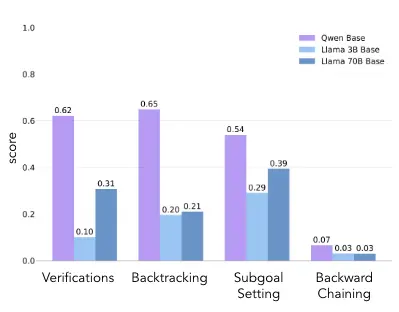 1.0
Qwen Base
Llama 3B Base
Llama 70B Base
0.8
0.6
0.4
0.2
0.0
score
0.62
0.10
0.31
0.65
0.20
0.21
0.54
0.29
0.39
0.07
0.03
0.03
Verifications
Backtracking
Subgoal
Setting
Backward
Chaining